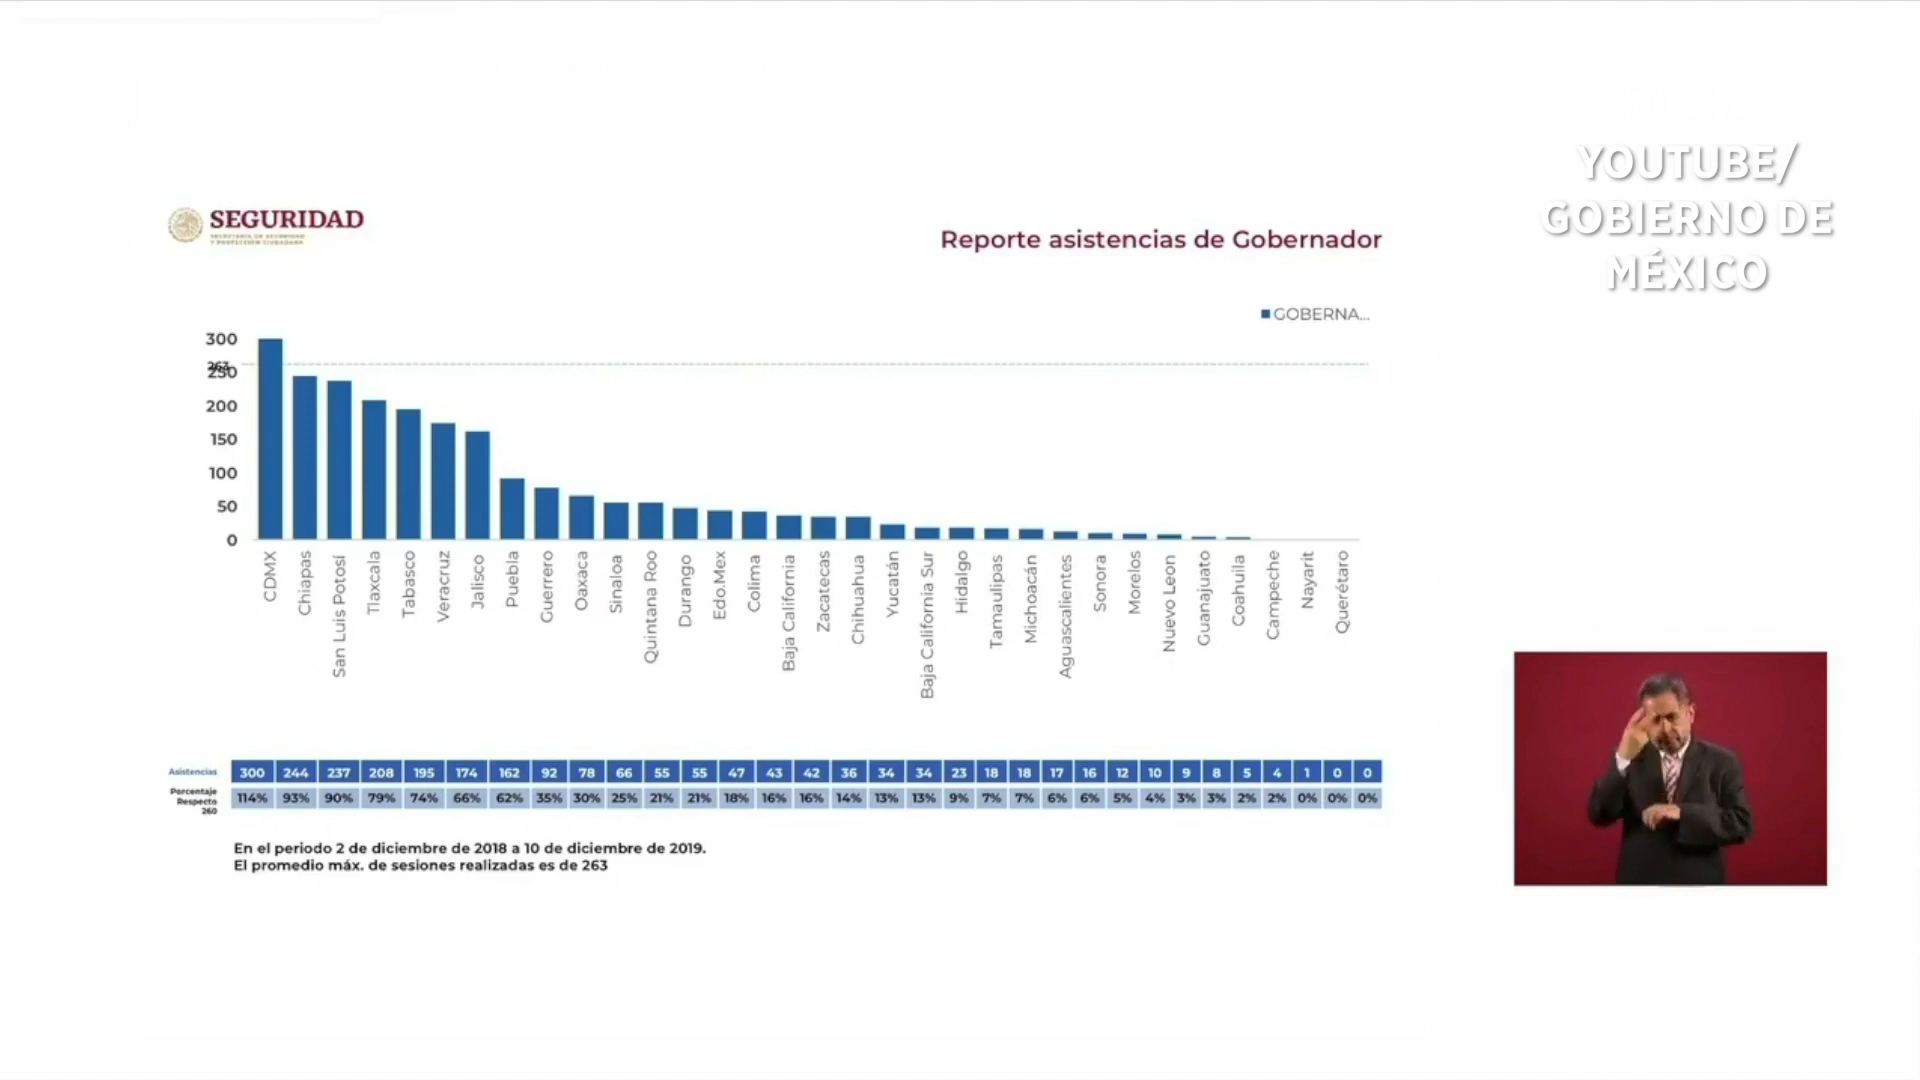 YOUTUBE/
GOBIERNO DE
MÉXICO
SEGURIDAD
SECRETARÍA DE SEGURIDAD
Y PROTECCIÓN CIUDADANA
Reporte asistencias de Gobernador
GOBERNA...
300
263
250
200
150
100
50
0
CDMX
Chiapas
San Luis Potosí
Tlaxcala
Tabasco
Veracruz
Jalisco
Puebla
Guerrero
Oaxaca
Sinaloa
Quintana Roo
Durango
Edo.Mex
Colima
Baja California
Zacatecas
Chihuahua
Yucatán
Baja California Sur
Hidalgo
Tamaulipas
Michoacán
Aguascalientes
Sonora
Morelos
Nuevo Leon
Guanajuato
Coahuila
Campeche
Nayarit
Querétaro
Asistencias 300 244 237 208 195 174 162 92 78 66 55 55 47 43 42 36 34 34 23 18 18 17 16 12 10 9 8 5 4 1 0 0
Porcentaje
Respecto
260
114% 93% 90% 79% 74% 66% 62% 35% 30% 25% 21% 21% 18% 16% 16% 14% 13% 13% 9% 7% 7% 6% 6% 5% 4% 3% 3% 2% 2% 0% 0% 0%
En el periodo 2 de diciembre de 2018 a 10 de diciembre de 2019.
El promedio máx. de sesiones realizadas es de 263